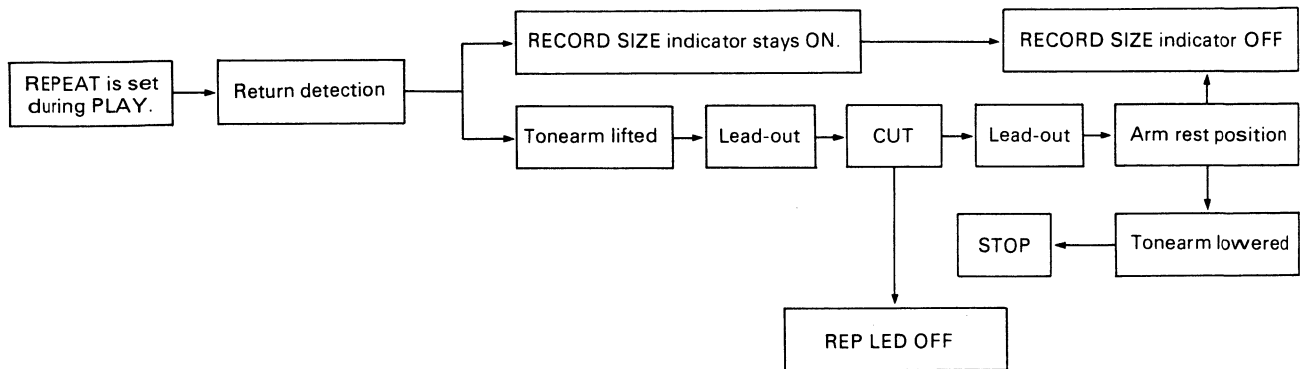 RECORD SIZE indicator stays ON.
RECORD SIZE indicator OFF
REPEAT is set
during PLAY.
Return detection
Tonearm lifted
Lead-out
CUT
Lead-out
Arm rest position
STOP
Tonearm lowered
REP LED OFF